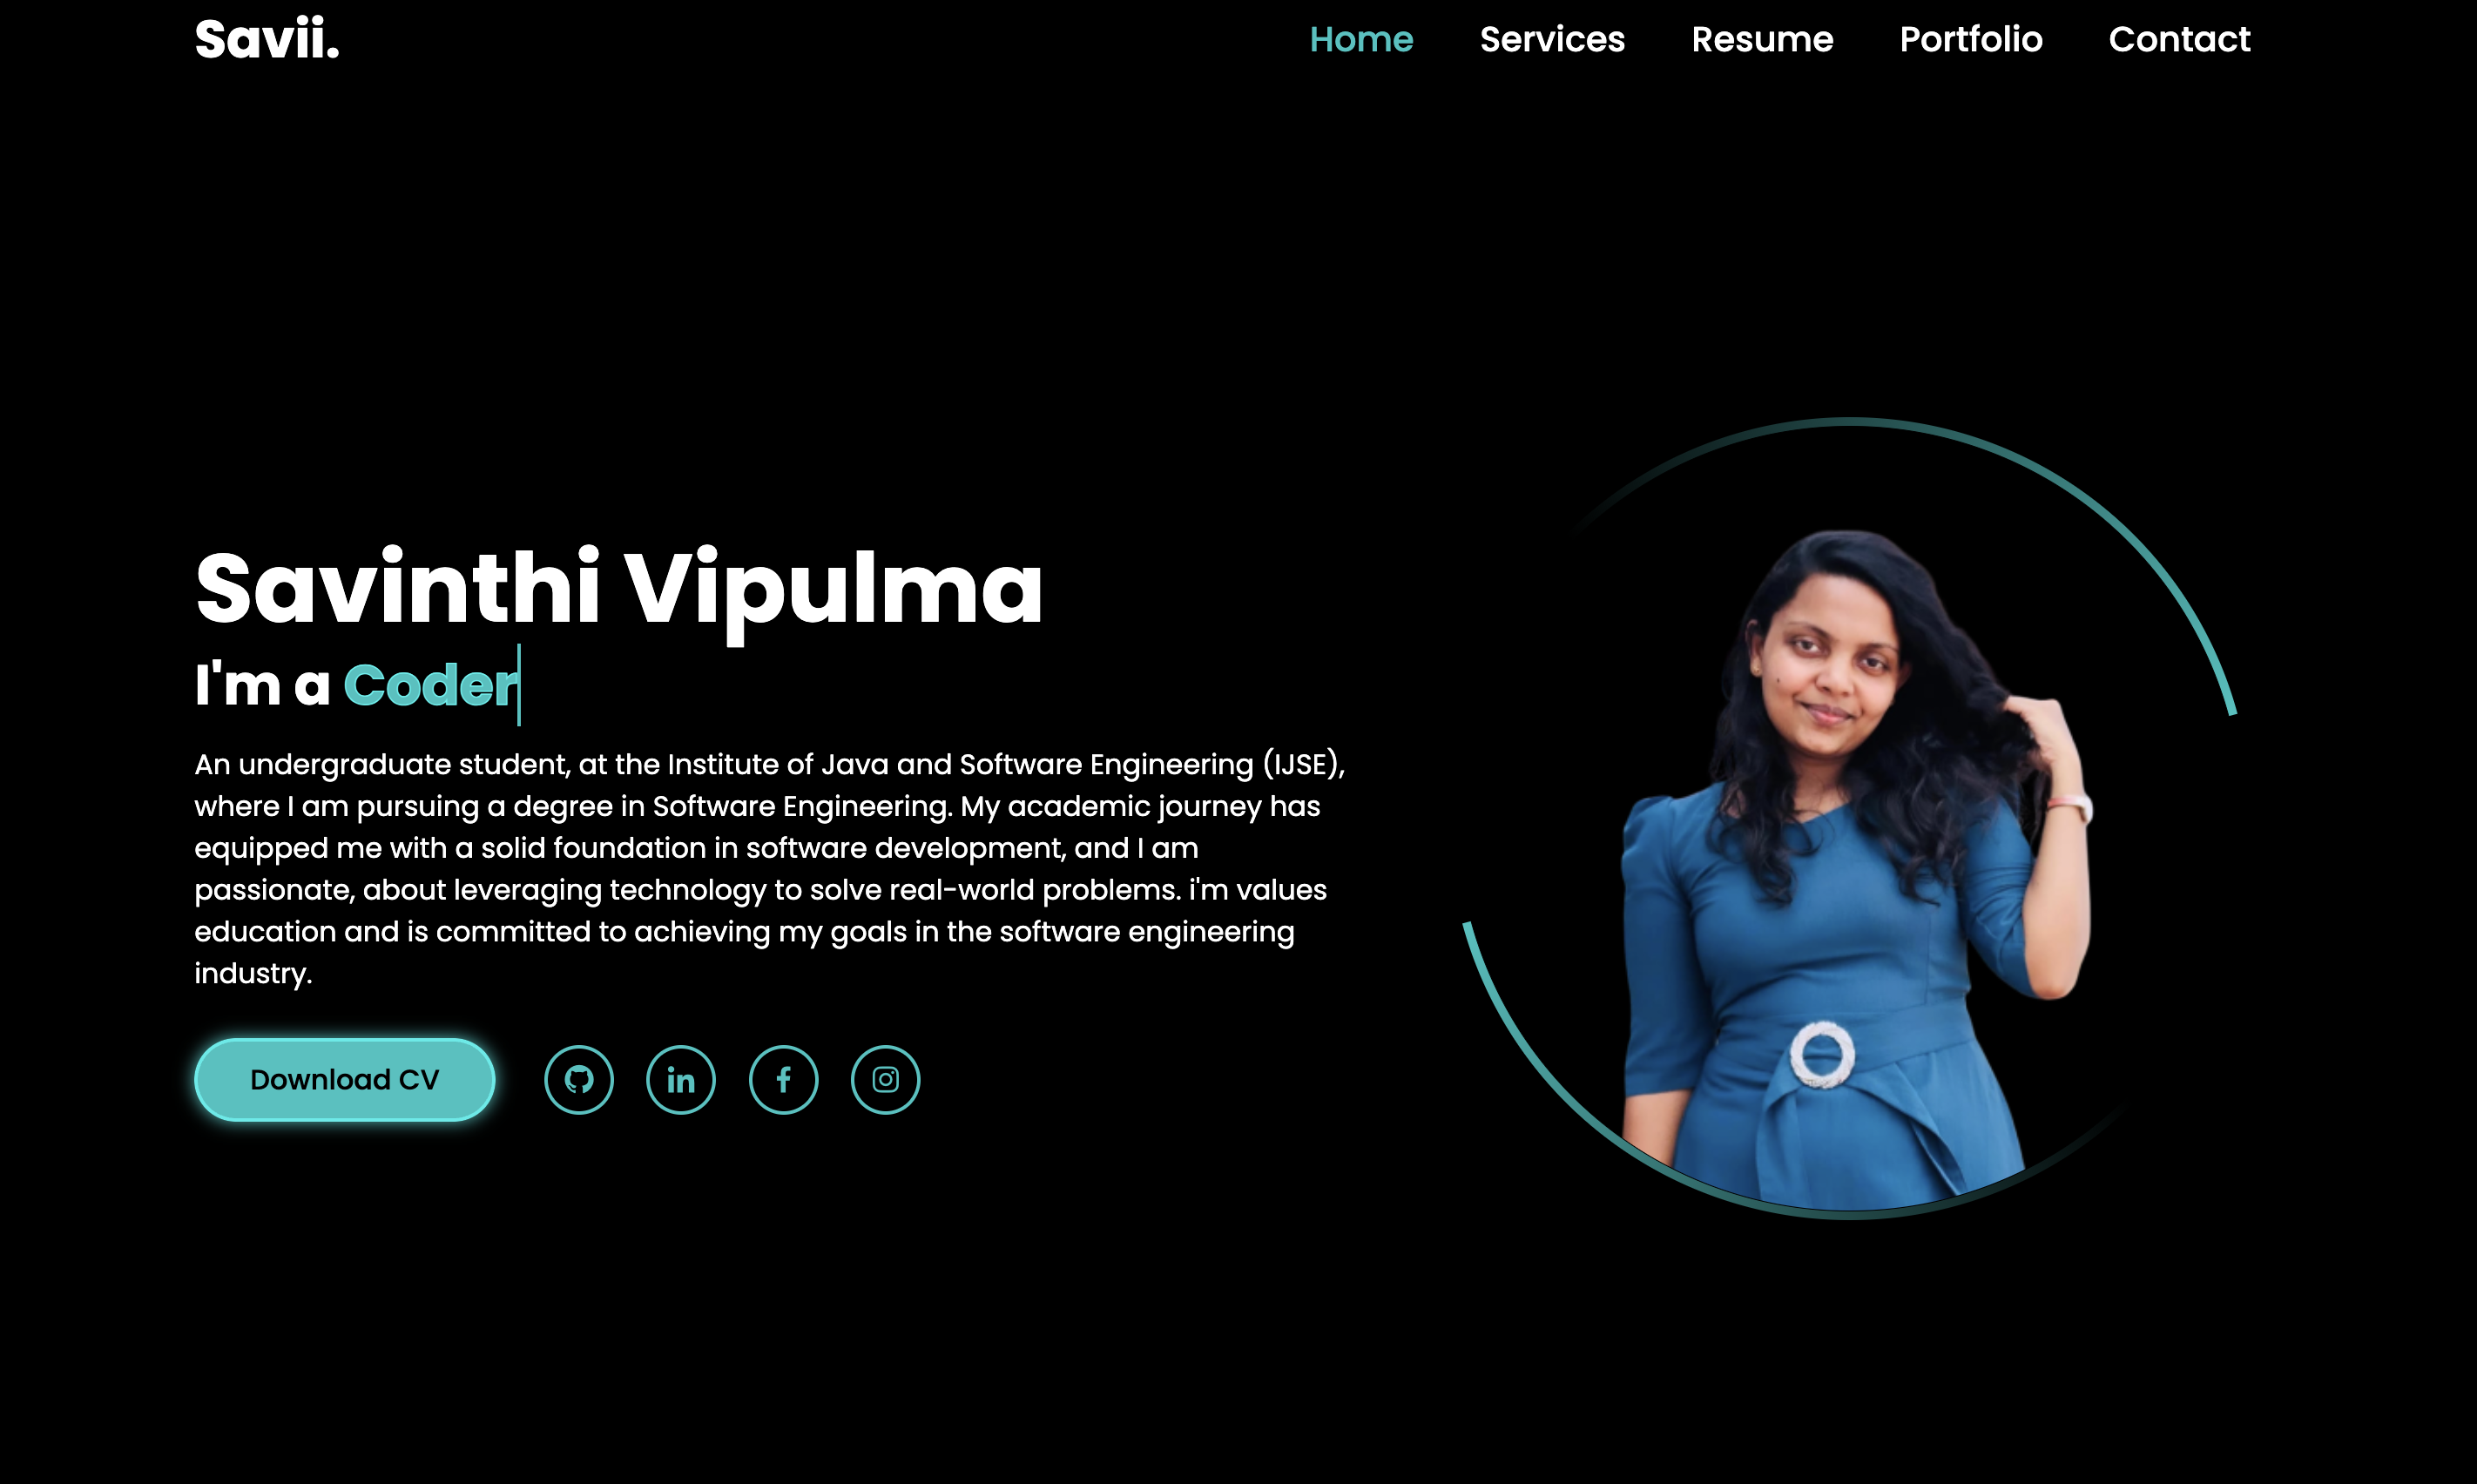 Savii.
Home Services Resume Portfolio Contact
Savinthi Vipulma
I'm a Coder
An undergraduate student, at the Institute of Java and Software Engineering (IJSE),
where I am pursuing a degree in Software Engineering. My academic journey has
equipped me with a solid foundation in software development, and I am
passionate, about leveraging technology to solve real-world problems. i'm values
education and is committed to achieving my goals in the software engineering
industry.
Download CV